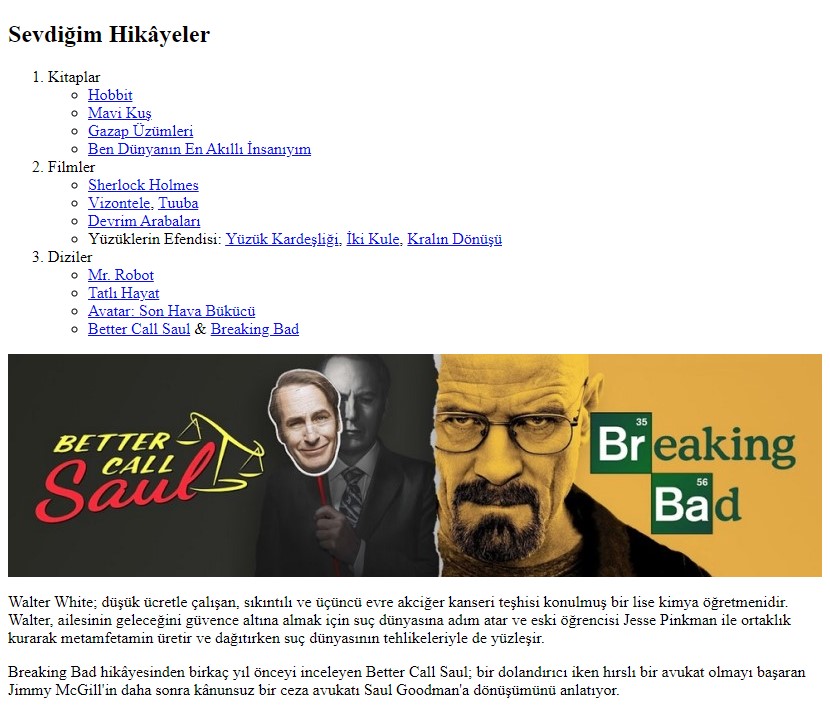 Sevdiğim Hikâyeler
1. Kitaplar
Hobbit
Mavi Kuş
Gazap Üzümleri
Ben Dünyanın En Akıllı İnsanıyım
2. Filmler
Sherlock Holmes
Vizontele, Tuuba
Devrim Arabaları
Yüzüklerin Efendisi: Yüzük Kardeşliği, İki Kule, Kralın Dönüşü
3. Diziler
Mr. Robot
Tatlı Hayat
Avatar: Son Hava Bükücü
Better Call Saul & Breaking Bad
BETTER
CALL
Saul
35
Breaking
56
Bad
Walter White; düşük ücretle çalışan, sıkıntılı ve üçüncü evre akciğer kanseri teşhisi konulmuş bir lise kimya öğretmenidir.
Walter, ailesinin geleceğini güvence altına almak için suç dünyasına adım atar ve eski öğrencisi Jesse Pinkman ile ortaklık
kurarak metamfetamin üretir ve dağıtırken suç dünyasının tehlikeleriyle de yüzleşir.
Breaking Bad hikâyesinden birkaç yıl önceyi inceleyen Better Call Saul; bir dolandırıcı iken hırslı bir avukat olmayı başaran
Jimmy McGill'in daha sonra kânunsuz bir ceza avukatı Saul Goodman'a dönüşümünü anlatıyor.